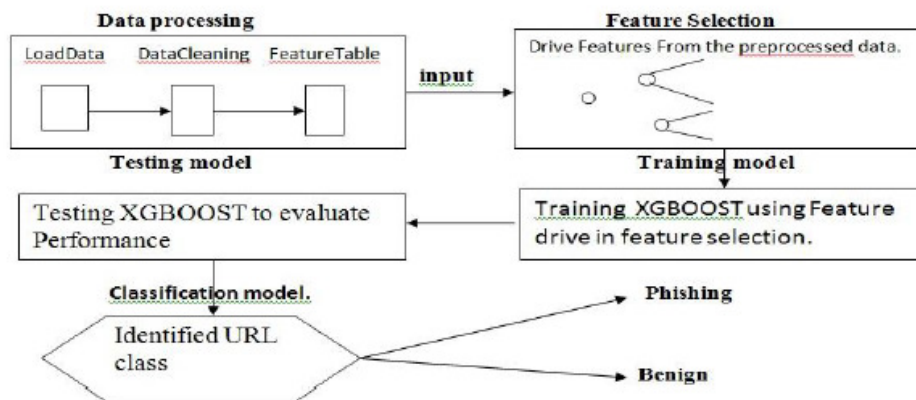 Data processing
Feature Selection
LoadData DataCleaning FeatureTable
input
Drive Features From the preprocessed data.
Testing model
Training model
Testing XGBOOST to evaluate
Performance
Training XGBOOST using Feature
drive in feature selection.
Classification model.
Identified URL
class
Phishing
Benign